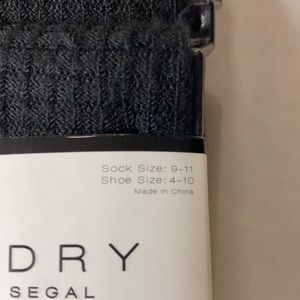 Sock Size: 9-11
Shoe Size: 4-10
Made in China
DRY
SEGAL